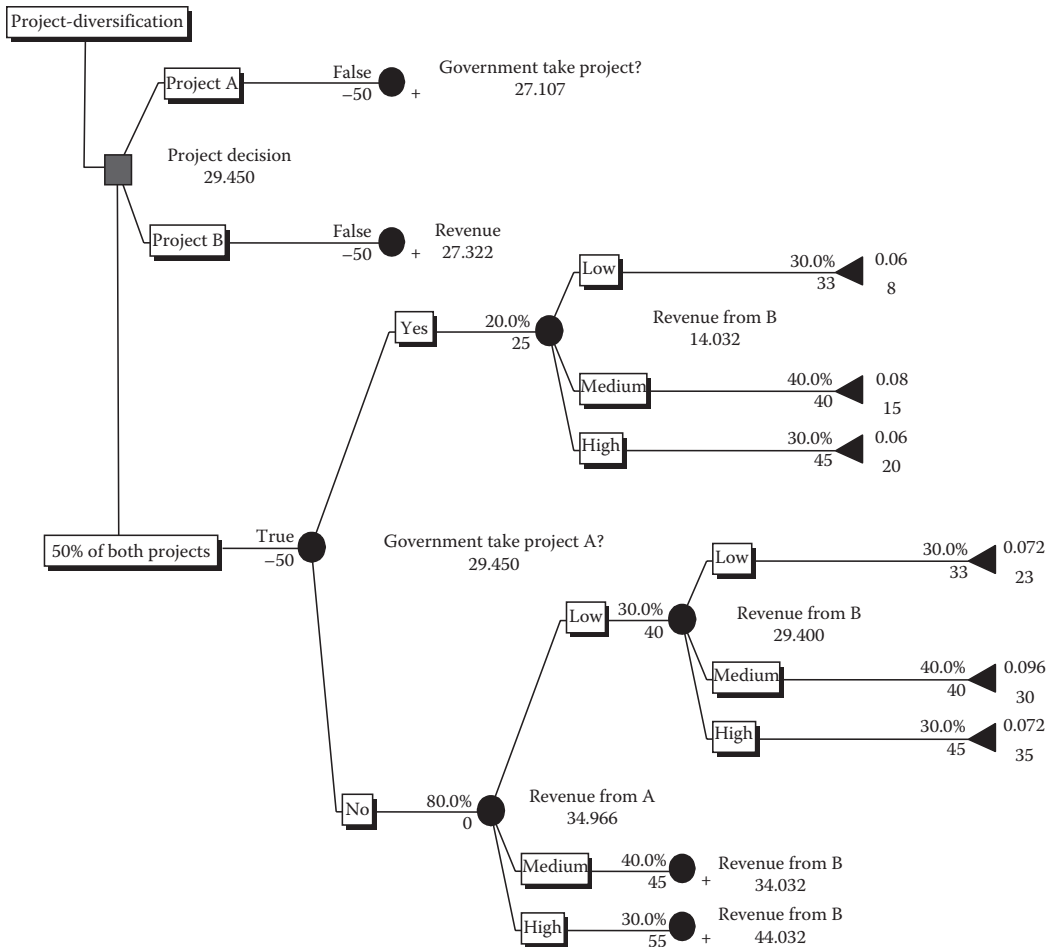 Project-diversification
Project A
False
−50
+
Government take project?
27.107
Project decision
29.450
Project B
False
−50
+
Revenue
27.322
Yes
20.0%
25
Low
30.0%
33
0.06
8
Revenue from B
14.032
Medium
40.0%
40
0.08
15
High
30.0%
45
0.06
20
50% of both projects
True
−50
Government take project A?
29.450
Low
30.0%
40
Low
30.0%
33
0.072
23
Revenue from B
29.400
Medium
40.0%
40
0.096
30
High
30.0%
45
0.072
35
No
80.0%
0
Revenue from A
34.966
Medium
40.0%
45
+
Revenue from B
34.032
High
30.0%
55
+
Revenue from B
44.032